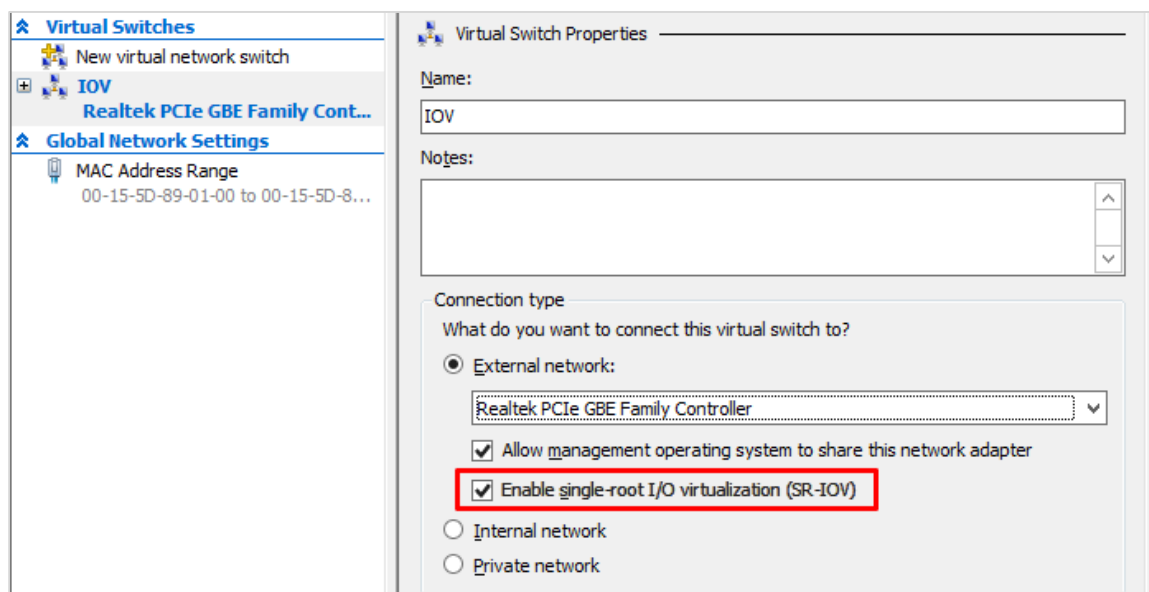 Virtual Switches
New virtual network switch
IOV
Realtek PCIe GBE Family Cont...
Global Network Settings
MAC Address Range
00-15-5D-89-01-00 to 00-15-5D-8...
Virtual Switch Properties
Name:
IOV
Notes:
Connection type
What do you want to connect this virtual switch to?
External network:
Realtek PCIe GBE Family Controller
Allow management operating system to share this network adapter
Enable single-root I/O virtualization (SR-IOV)
Internal network
Private network